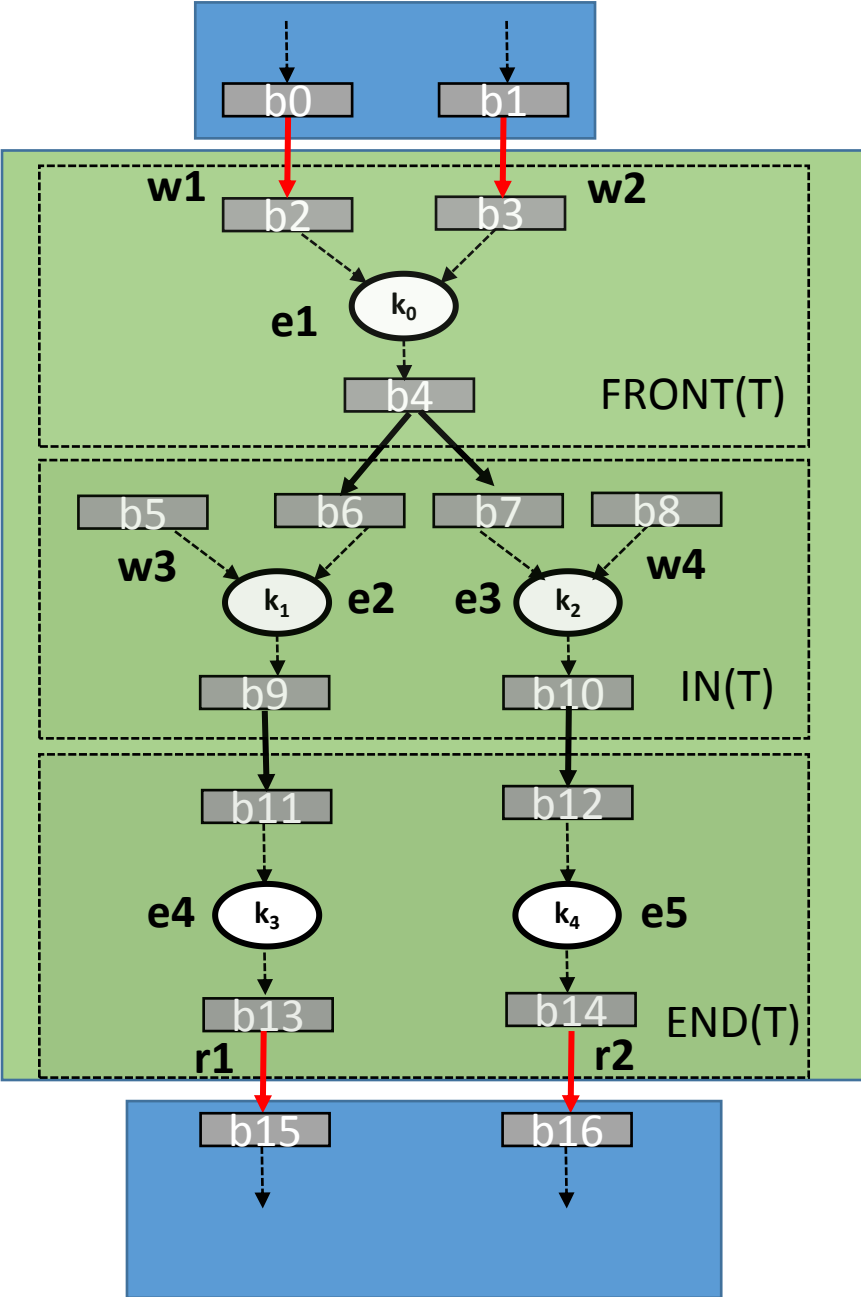 b0 b1
w1 w2
b2 b3
k0
e1
b4 FRONT(T)
b5 b6 b7 b8
w3 w4
k1 e2 e3 k2
b9 b10 IN(T)
b11 b12
e4 k3 k4 e5
b13 b14 END(T)
r1 r2
b15 b16